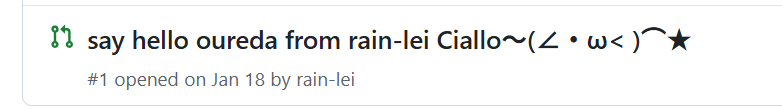 say hello oureda from rain-lei Ciallo～(∠・ω< )⌒★
#1 opened on Jan 18 by rain-lei